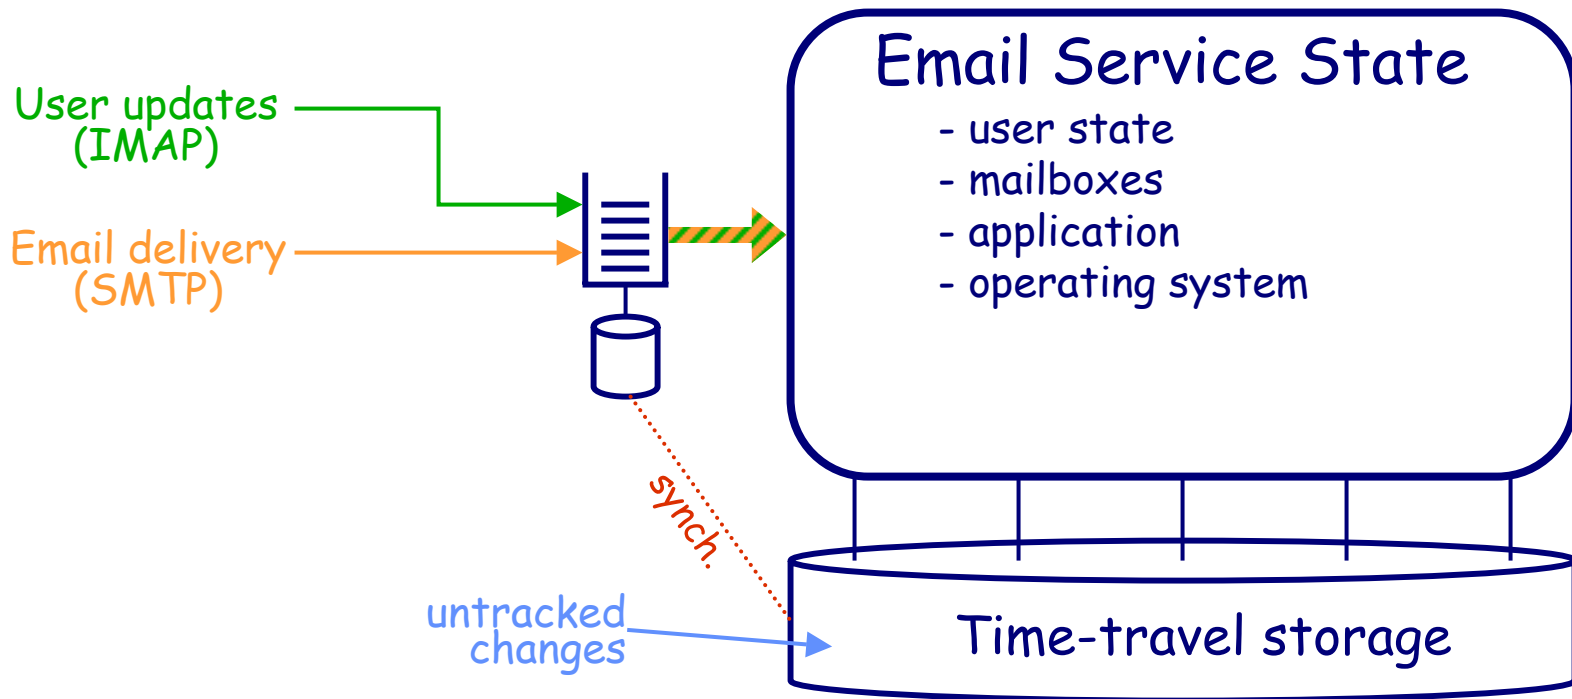 Email Service State
- user state
- mailboxes
- application
- operating system
User updates
(IMAP)
Email delivery
(SMTP)
synch.
untracked
changes
Time-travel storage